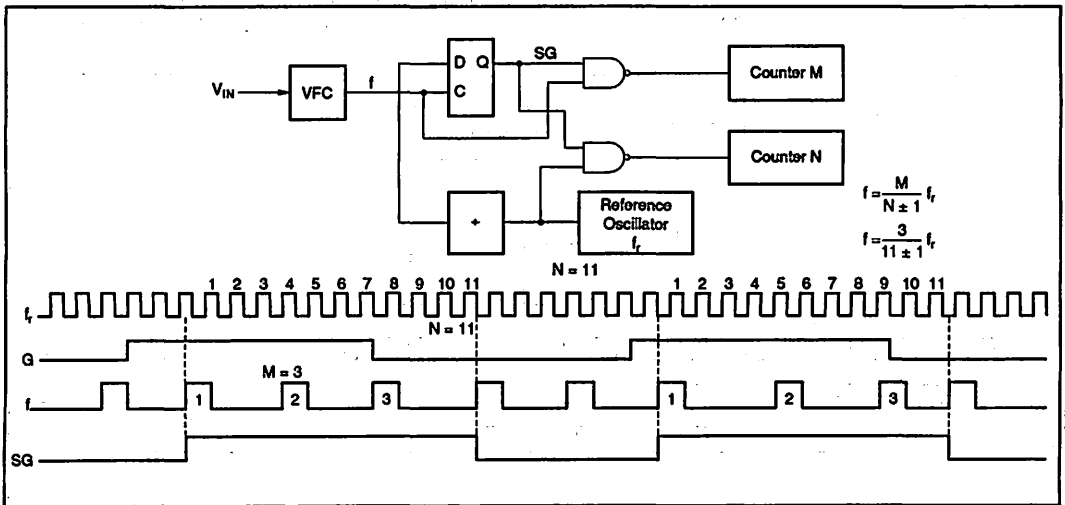 D Q
SG
Counter M
V_IN
VFC
f
C
Counter N
÷
Reference
Oscillator
f_r
f = M / (N ± 1) f_r
f = 3 / (11 ± 1) f_r
N = 11
1 2 3 4 5 6 7 8 9 10 11
1 2 3 4 5 6 7 8 9 10 11
f_r
N = 11
G
M = 3
f
1 2 3
1 2 3
SG